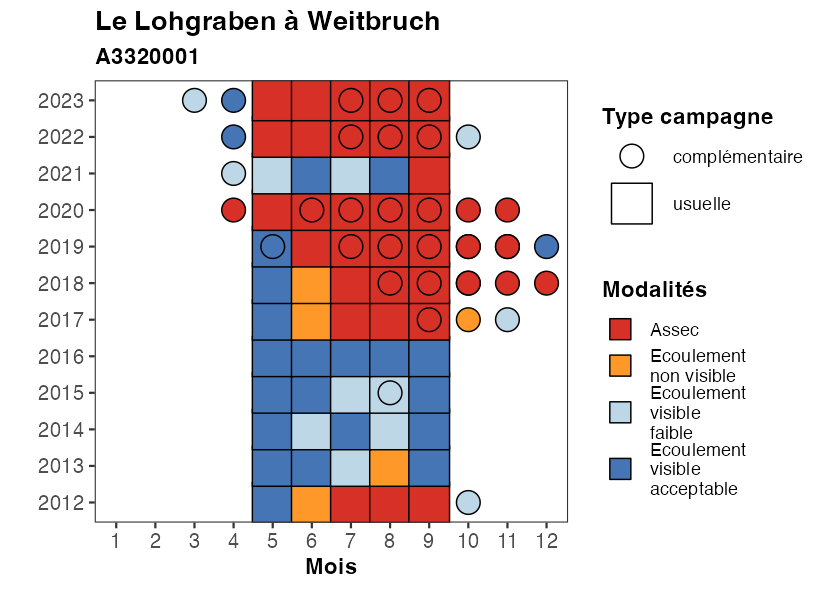 Le Lohgraben à Weitbruch
A3320001
2023
2022
2021
2020
2019
2018
2017
2016
2015
2014
2013
2012
1 2 3 4 5 6 7 8 9 10 11 12
Mois
Type campagne
complémentaire
usuelle
Modalités
Assec
Ecoulement
non visible
Ecoulement
visible
faible
Ecoulement
visible
acceptable